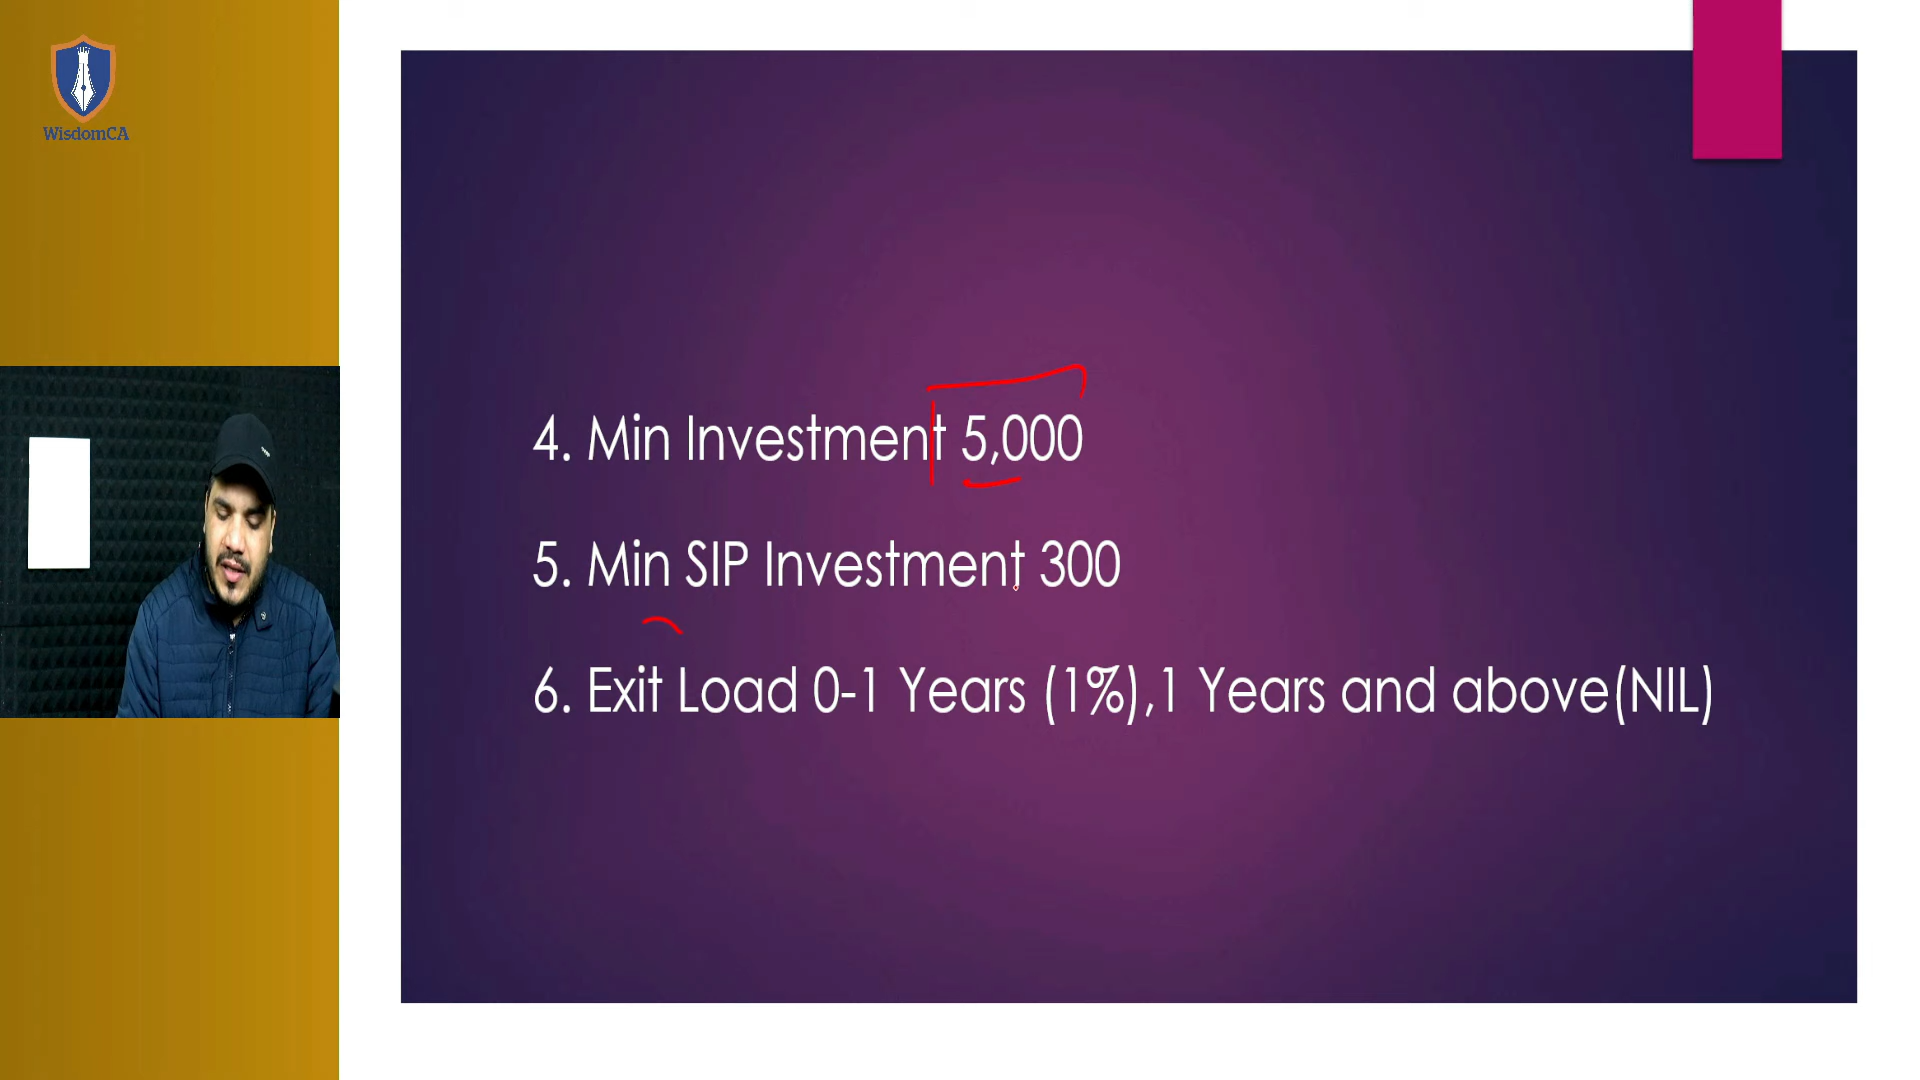 WisdomCA
4. Min Investment 5,000
5. Min SIP Investment 300
6. Exit Load 0-1 Years (1%),1 Years and above(NIL)